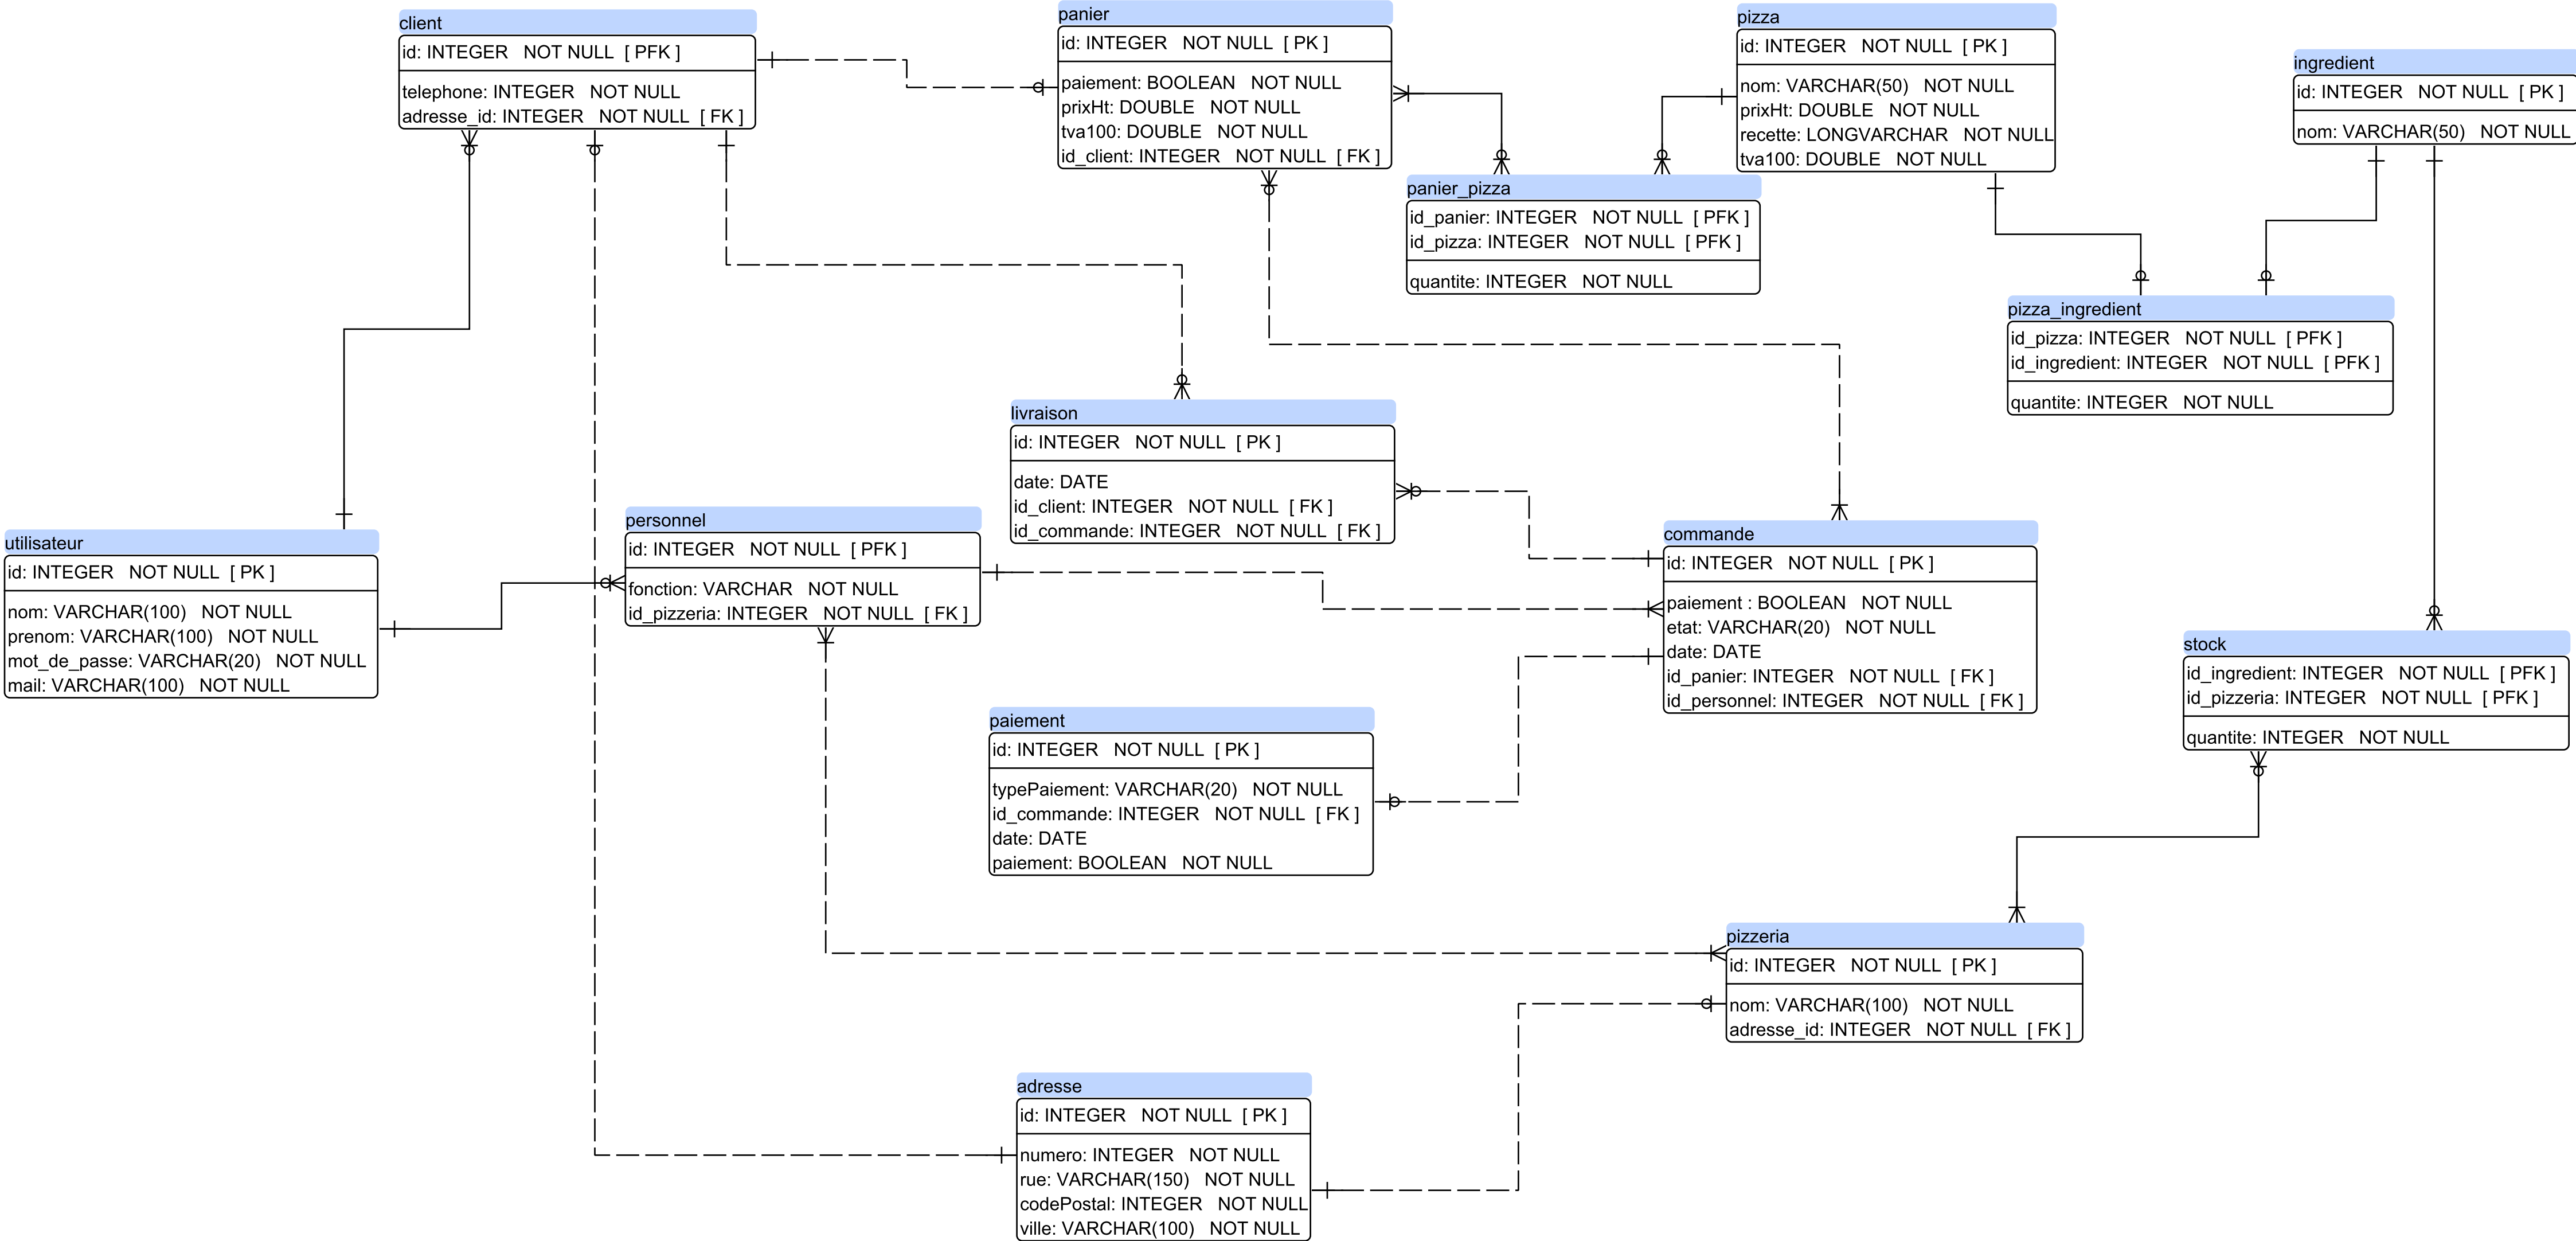 client
id: INTEGER NOT NULL [ PFK ]
telephone: INTEGER NOT NULL
adresse_id: INTEGER NOT NULL [ FK ]
panier
id: INTEGER NOT NULL [ PK ]
paiement: BOOLEAN NOT NULL
prixHt: DOUBLE NOT NULL
tva100: DOUBLE NOT NULL
id_client: INTEGER NOT NULL [ FK ]
pizza
id: INTEGER NOT NULL [ PK ]
nom: VARCHAR(50) NOT NULL
prixHt: DOUBLE NOT NULL
recette: LONGVARCHAR NOT NULL
tva100: DOUBLE NOT NULL
ingredient
id: INTEGER NOT NULL [ PK ]
nom: VARCHAR(50) NOT NULL
panier_pizza
id_panier: INTEGER NOT NULL [ PFK ]
id_pizza: INTEGER NOT NULL [ PFK ]
quantite: INTEGER NOT NULL
pizza_ingredient
id_pizza: INTEGER NOT NULL [ PFK ]
id_ingredient: INTEGER NOT NULL [ PFK ]
quantite: INTEGER NOT NULL
livraison
id: INTEGER NOT NULL [ PK ]
date: DATE
id_client: INTEGER NOT NULL [ FK ]
id_commande: INTEGER NOT NULL [ FK ]
utilisateur
id: INTEGER NOT NULL [ PK ]
nom: VARCHAR(100) NOT NULL
prenom: VARCHAR(100) NOT NULL
mot_de_passe: VARCHAR(20) NOT NULL
mail: VARCHAR(100) NOT NULL
personnel
id: INTEGER NOT NULL [ PFK ]
fonction: VARCHAR NOT NULL
id_pizzeria: INTEGER NOT NULL [ FK ]
commande
id: INTEGER NOT NULL [ PK ]
paiement : BOOLEAN NOT NULL
etat: VARCHAR(20) NOT NULL
date: DATE
id_panier: INTEGER NOT NULL [ FK ]
id_personnel: INTEGER NOT NULL [ FK ]
stock
id_ingredient: INTEGER NOT NULL [ PFK ]
id_pizzeria: INTEGER NOT NULL [ PFK ]
quantite: INTEGER NOT NULL
paiement
id: INTEGER NOT NULL [ PK ]
typePaiement: VARCHAR(20) NOT NULL
id_commande: INTEGER NOT NULL [ FK ]
date: DATE
paiement: BOOLEAN NOT NULL
pizzeria
id: INTEGER NOT NULL [ PK ]
nom: VARCHAR(100) NOT NULL
adresse_id: INTEGER NOT NULL [ FK ]
adresse
id: INTEGER NOT NULL [ PK ]
numero: INTEGER NOT NULL
rue: VARCHAR(150) NOT NULL
codePostal: INTEGER NOT NULL
ville: VARCHAR(100) NOT NULL